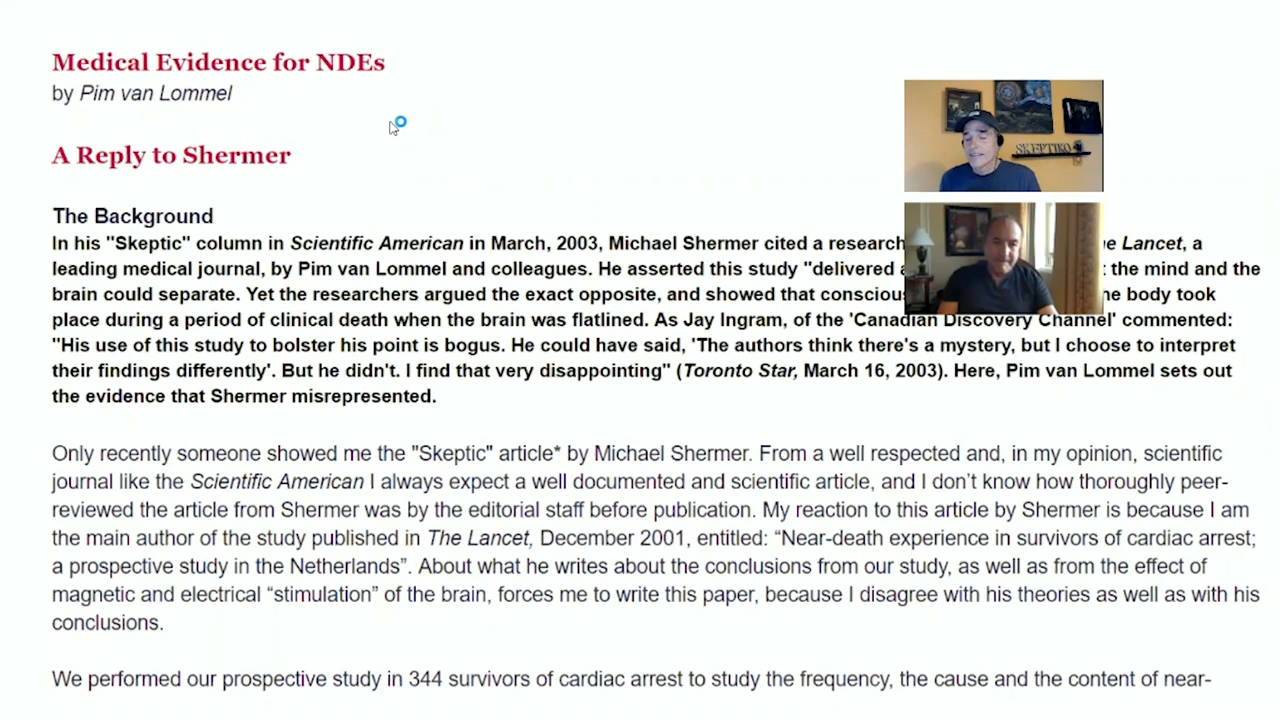 Medical Evidence for NDEs
by Pim van Lommel
SKEPTIKO
A Reply to Shermer
The Background
In his "Skeptic" column in Scientific American in March, 2003, Michael Shermer cited a research Lancet, a
leading medical journal, by Pim van Lommel and colleagues. He asserted this study "delivered the mind and the
brain could separate. Yet the researchers argued the exact opposite, and showed that body took
place during a period of clinical death when the brain was flatlined. As Jay Ingram, of the 'Canadian Discovery Channel' commented:
"His use of this study to bolster his point is bogus. He could have said, 'The authors think there's a mystery, but I choose to interpret
their findings differently'. But he didn't. I find that very disappointing" (Toronto Star, March 16, 2003). Here, Pim van Lommel sets out
the evidence that Shermer misrepresented.
Only recently someone showed me the "Skeptic" article* by Michael Shermer. From a well respected and, in my opinion, scientific
journal like the Scientific American I always expect a well documented and scientific article, and I don't know how thoroughly peer-
reviewed the article from Shermer was by the editorial staff before publication. My reaction to this article by Shermer is because I am
the main author of the study published in The Lancet, December 2001, entitled: “Near-death experience in survivors of cardiac arrest;
a prospective study in the Netherlands”. About what he writes about the conclusions from our study, as well as from the effect of
magnetic and electrical “stimulation” of the brain, forces me to write this paper, because I disagree with his theories as well as with his
conclusions.
We performed our prospective study in 344 survivors of cardiac arrest to study the frequency, the cause and the content of near-